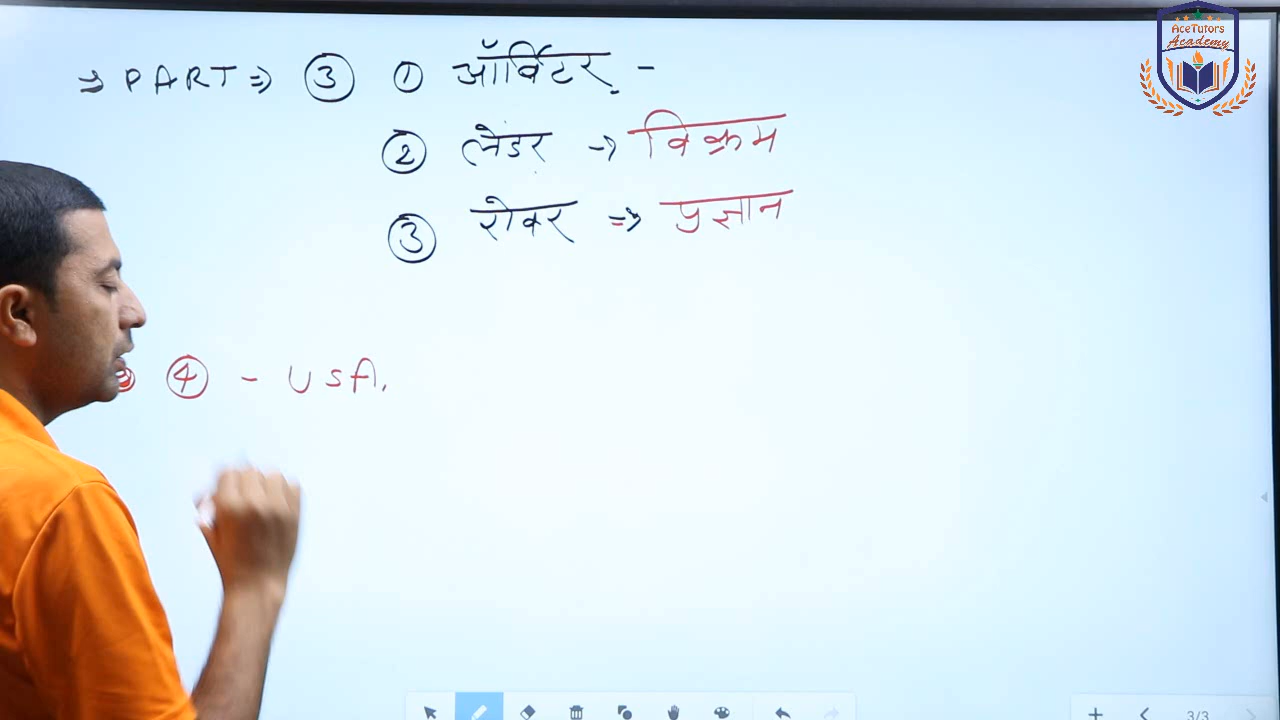 → PART ⇒ ③ ① ऑर्बिटर -
② लेंडर → विक्रम
③ रोवर ⇒ प्रज्ञान
④ - USA.
AceTutors
Academy
3/3